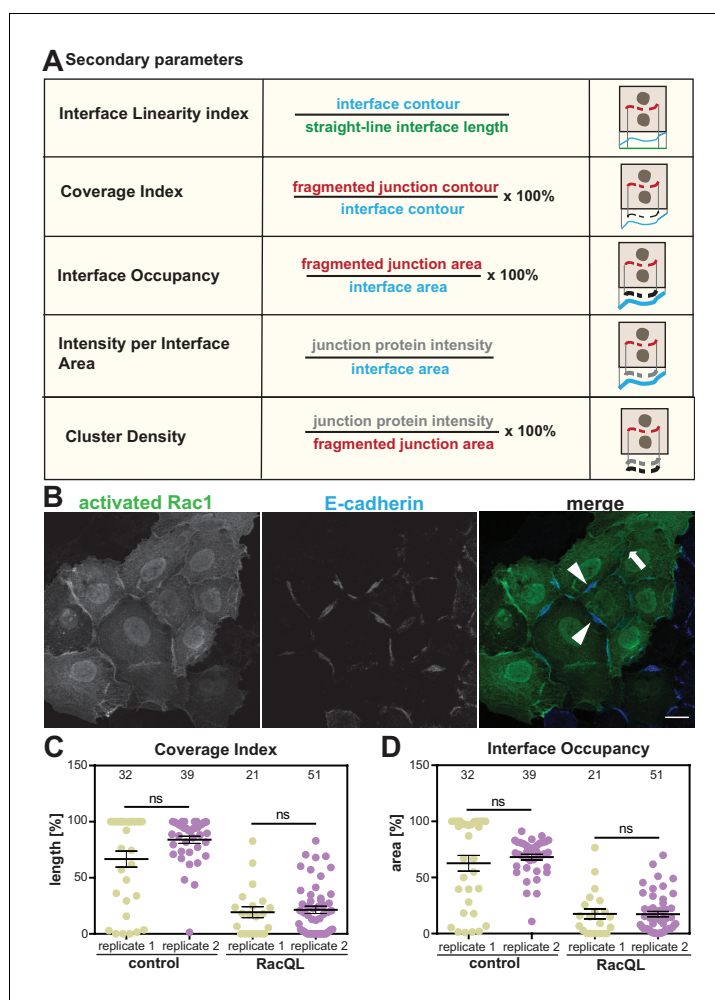 A Secondary parameters
Interface Linearity index
interface contour
straight-line interface length
Coverage Index
fragmented junction contour
interface contour
x 100%
Interface Occupancy
fragmented junction area
interface area
x 100%
Intensity per Interface
Area
junction protein intensity
interface area
Cluster Density
junction protein intensity
fragmented junction area
x 100%
B activated Rac1 E-cadherin merge
C Coverage Index
150
100
50
0
length [%]
32 39 21 51
ns ns
replicate 1 replicate 2 replicate 1 replicate 2
control RacQL
D Interface Occupancy
150
100
50
0
area [%]
32 39 21 51
ns ns
replicate 1 replicate 2 replicate 1 replicate 2
control RacQL